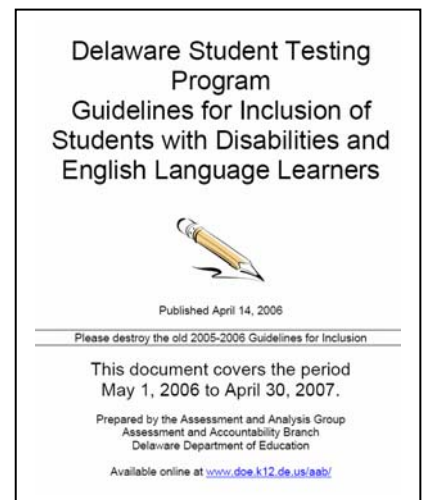 Delaware Student Testing
Program
Guidelines for Inclusion of
Students with Disabilities and
English Language Learners
Published April 14, 2006
Please destroy the old 2005-2006 Guidelines for Inclusion
This document covers the period
May 1, 2006 to April 30, 2007.
Prepared by the Assessment and Analysis Group
Assessment and Accountability Branch
Delaware Department of Education
Available online at www.doe.k12.de.us/aab/